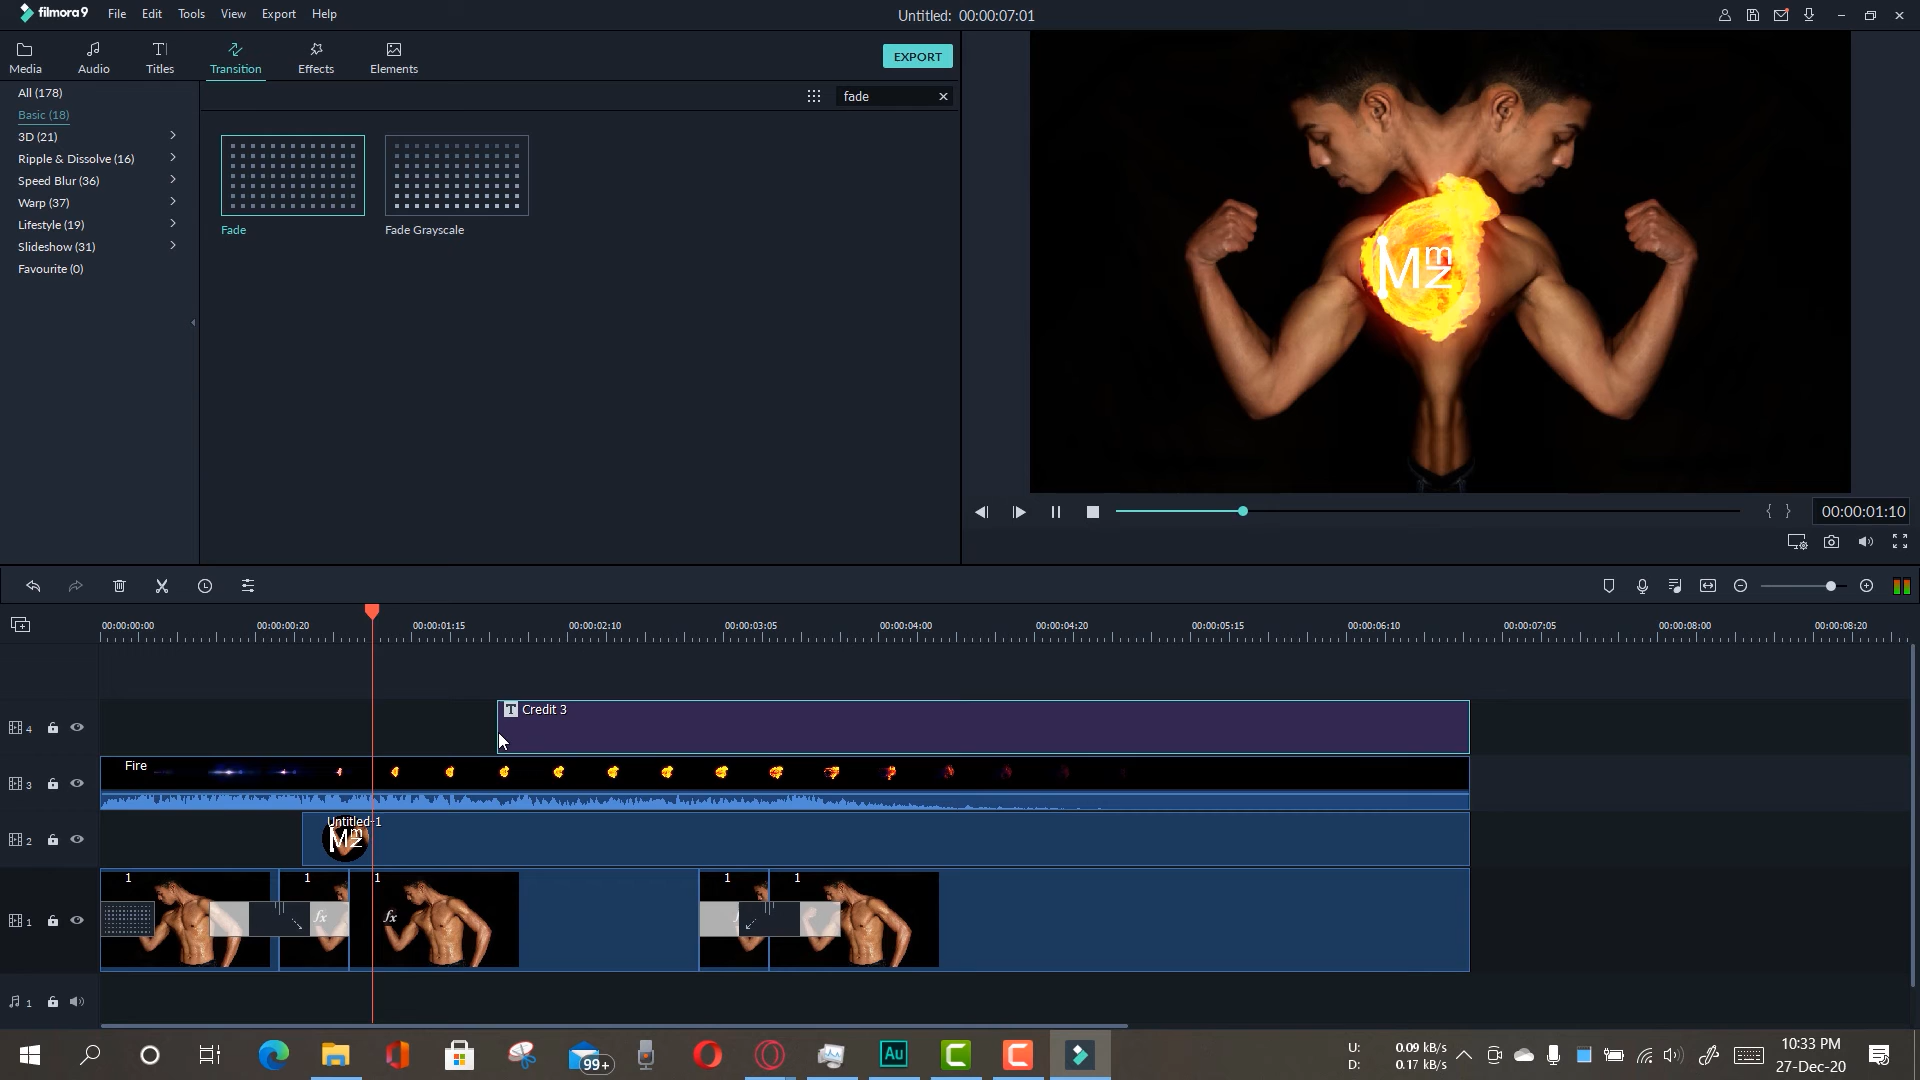 filmora9 File Edit Tools View Export Help
Untitled: 00:00:07:01
Media Audio Titles Transition Effects Elements
EXPORT
All (178)
Basic (18)
3D (21)
Ripple & Dissolve (16)
Speed Blur (36)
Warp (37)
Lifestyle (19)
Slideshow (31)
Favourite (0)
fade
Fade
Fade Grayscale
00:00:01:10
00:00:00:00 00:00:00:20 00:00:01:15 00:00:02:10 00:00:03:05 00:00:04:00 00:00:04:20 00:00:05:15 00:00:06:10 00:00:07:05 00:00:08:00 00:00:08:20
4
T Credit 3
3
Fire
2
Untitled-1
1
1 1 1 1 1
fx fx
1
99+
Au
U: 0.09 kB/s
D: 0.17 kB/s
10:33 PM
27-Dec-20